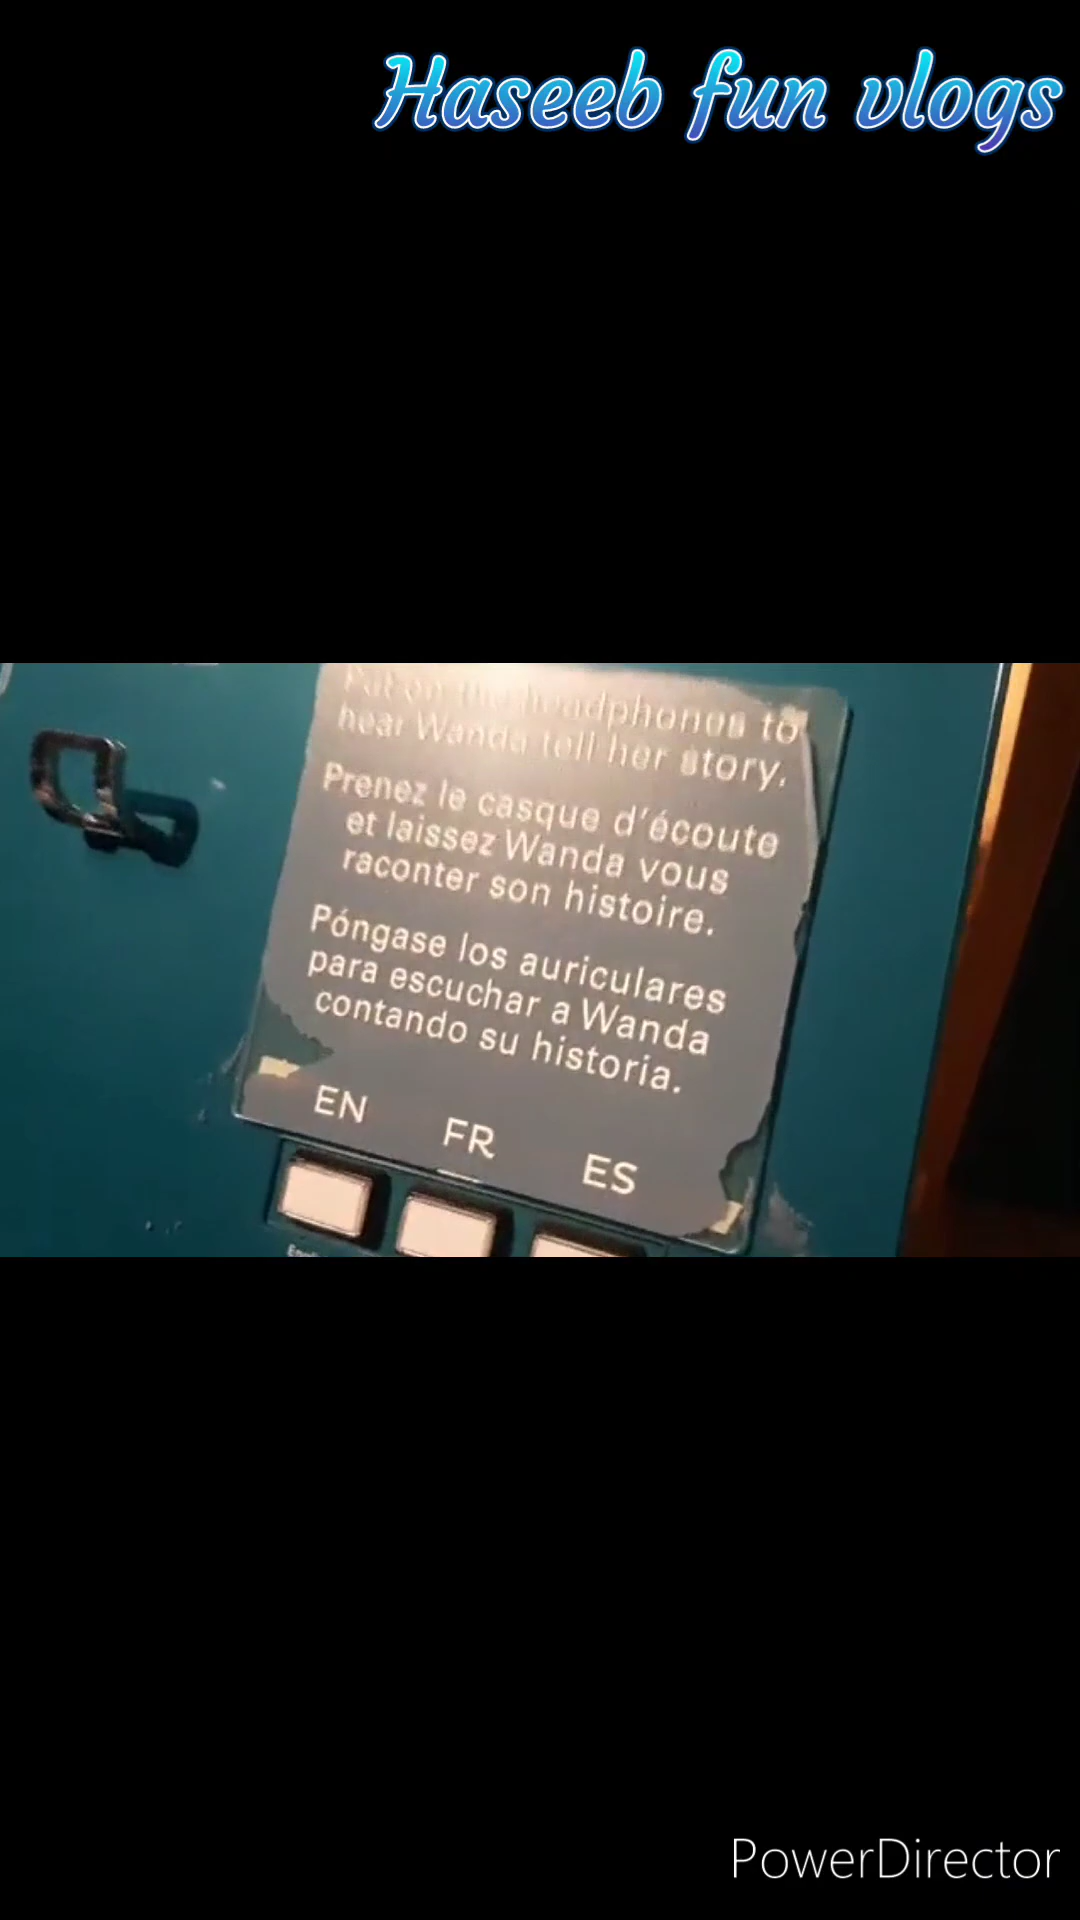 Haseeb fun vlogs
Put on the headphones to
hear Wanda tell her story.
Prenez le casque d'écoute
et laissez Wanda vous
raconter son histoire.
Póngase los auriculares
para escuchar a Wanda
contando su historia.
EN
FR
ES
PowerDirector